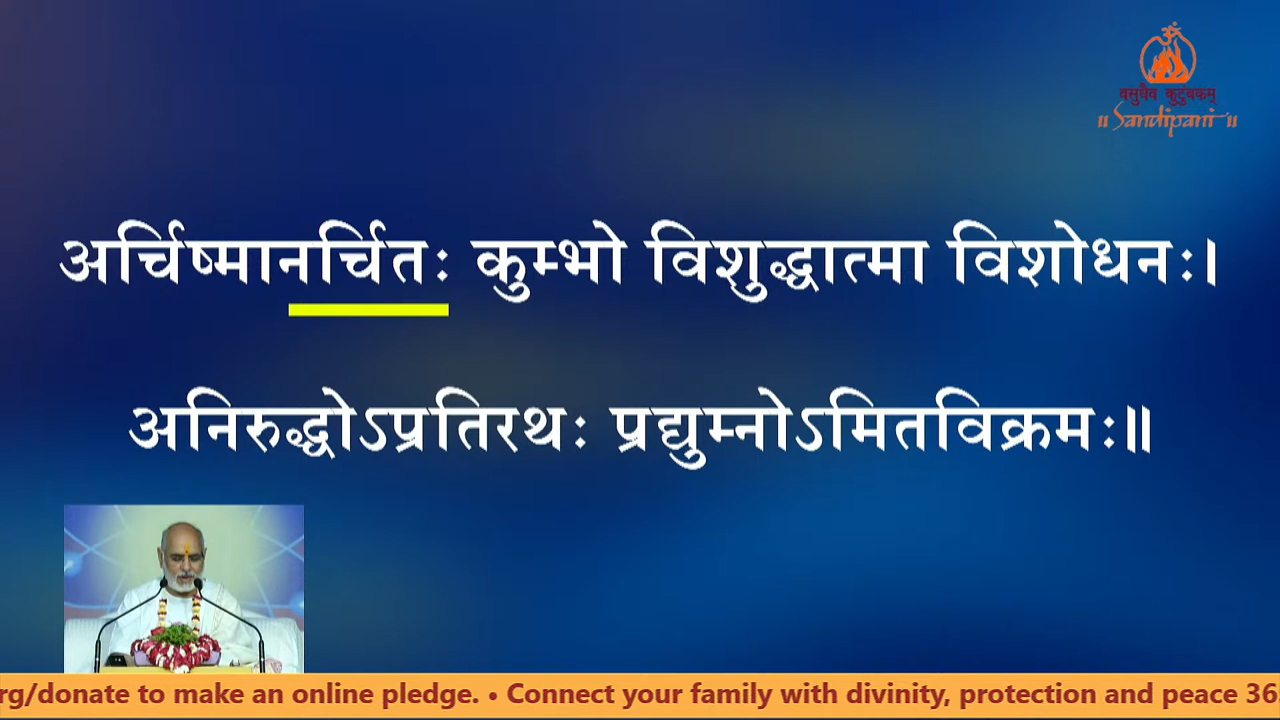 ॐ
वसुधैव कुटुंबकम्
॥ Sandipani ॥
अर्चिष्मानर्चितः कुम्भो विशुद्धात्मा विशोधनः।
अनिरुद्धोऽप्रतिरथः प्रद्युम्नोऽमितविक्रमः॥
rg/donate to make an online pledge. • Connect your family with divinity, protection and peace 36